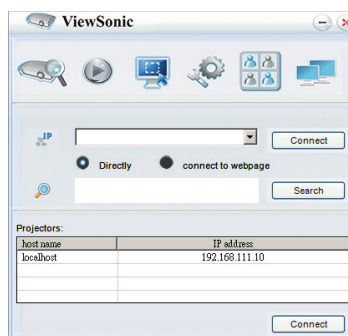 ViewSonic
IP
Connect
Directly connect to webpage
Search
Projectors:
host name IP address
localhost 192.168.111.10
Connect